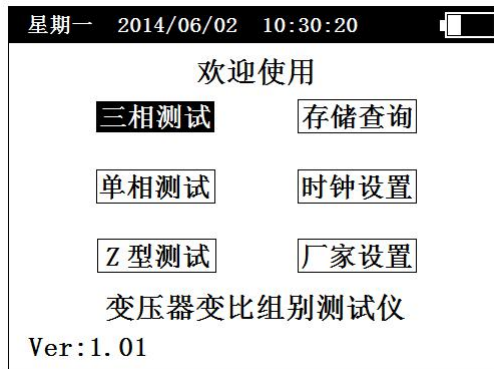 星期一 2014/06/02 10:30:20
欢迎使用
三相测试 存储查询
单相测试 时钟设置
Z型测试 厂家设置
变压器变比组别测试仪
Ver:1.01